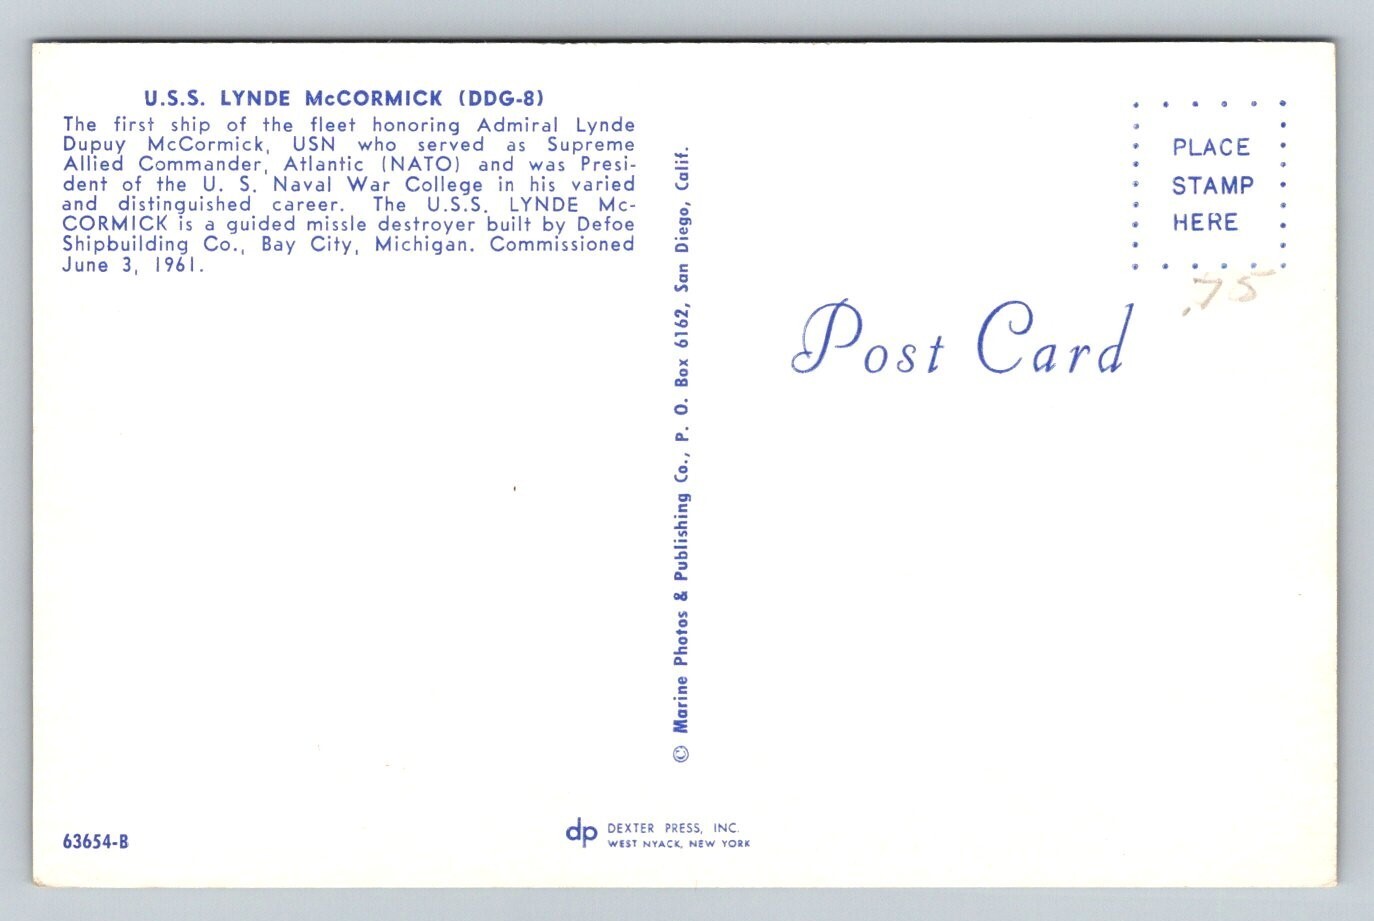 U.S.S. LYNDE McCORMICK (DDG-8)
The first ship of the fleet honoring Admiral Lynde
Dupuy McCormick, USN who served as Supreme
Allied Commander, Atlantic (NATO) and was Presi-
dent of the U. S. Naval War College in his varied
and distinguished career. The U.S.S. LYNDE Mc-
CORMICK is a guided missle destroyer built by Defoe
Shipbuilding Co., Bay City, Michigan. Commissioned
June 3, 1961.
© Marine Photos & Publishing Co., P. O. Box 6162, San Diego, Calif.
PLACE
STAMP
HERE
.75
Post Card
63654-B
dp DEXTER PRESS, INC.
WEST NYACK, NEW YORK